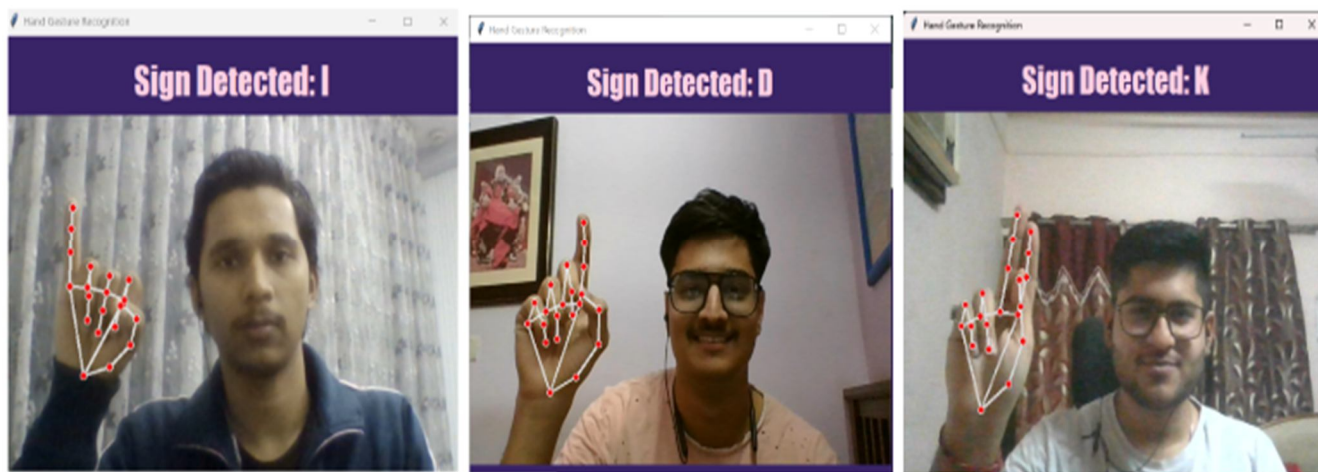 Hand Gesture Recognition
Sign Detected: I
Hand Gesture Recognition
Sign Detected: D
Hand Gesture Recognition
Sign Detected: K